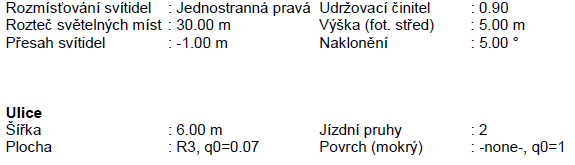 Rozmísťování svítidel : Jednostranná pravá Udržovací činitel : 0.90
Rozteč světelných míst : 30.00 m Výška (fot. střed) : 5.00 m
Přesah svítidel : -1.00 m Naklonění : 5.00 °
Ulice
Šířka : 6.00 m Jízdní pruhy : 2
Plocha : R3, q0=0.07 Povrch (mokrý) : -none-, q0=1